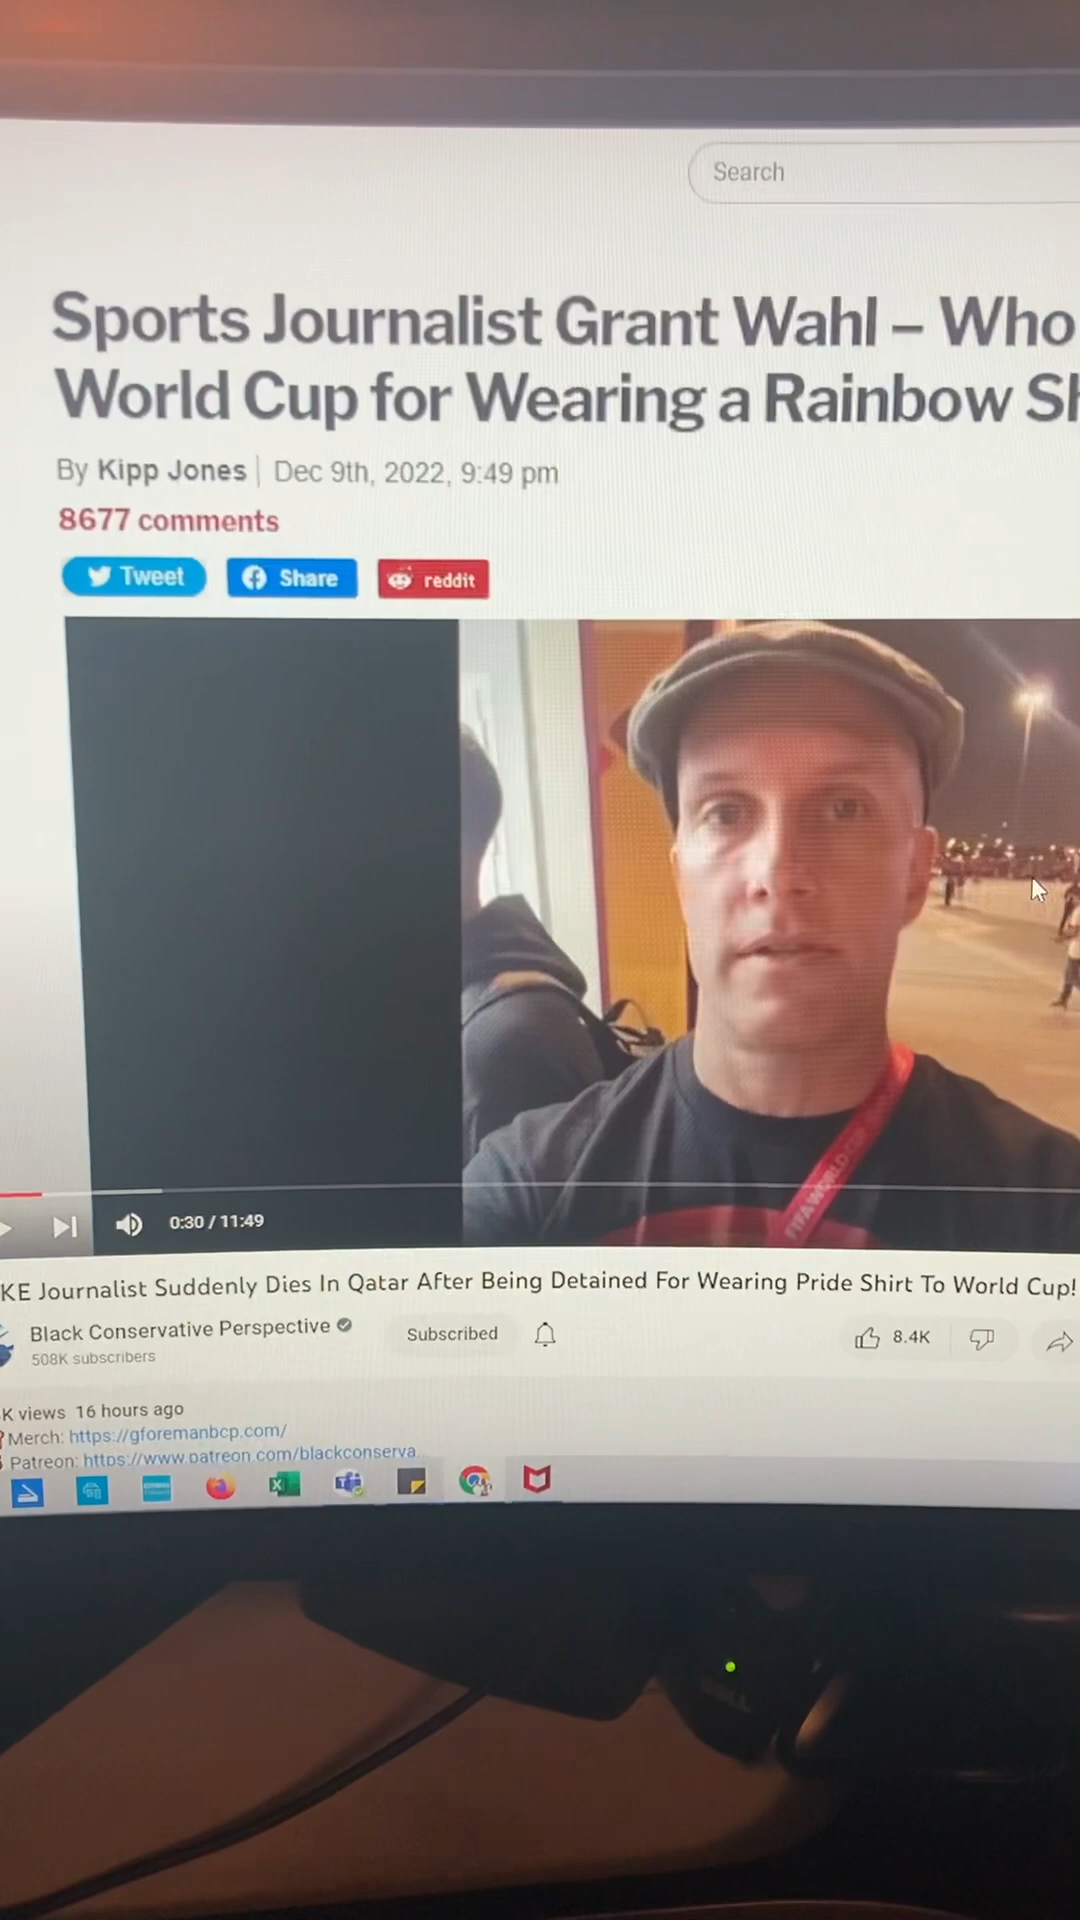 Search
Sports Journalist Grant Wahl – Who
World Cup for Wearing a Rainbow Sh
By Kipp Jones | Dec 9th, 2022, 9:49 pm
8677 comments
Tweet
Share
reddit
FIFA WORLD CUP
0:30 / 11:49
KE Journalist Suddenly Dies In Qatar After Being Detained For Wearing Pride Shirt To World Cup!
Black Conservative Perspective
Subscribed
8.4K
508K subscribers
K views 16 hours ago
Merch: https://gforemanbcp.com/
Patreon: https://www.patreon.com/blackconserva...